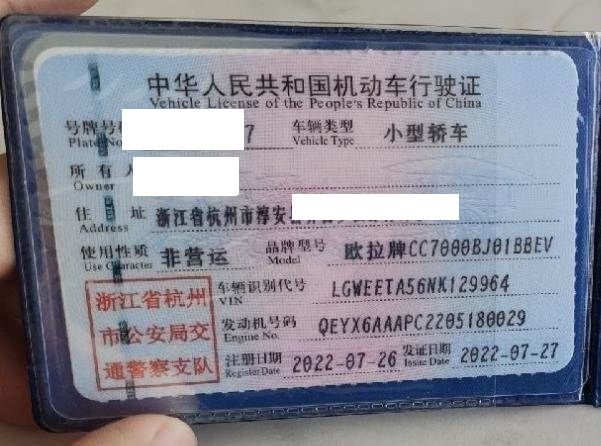 中华人民共和国机动车行驶证
Vehicle License of the People's Republic of China
号牌号 7 车辆类型 小型轿车
Plate No. Vehicle Type
所有人
Owner
住址 浙江省杭州市淳安
Address
使用性质 非营运 品牌型号 欧拉牌CC7000BJ01BBEV
Use Character Model
浙江省杭州 车辆识别代号 LGWEETA56NK129964
VIN
市公安局交 发动机号码 QEYX6AAAPC2205180029
Engine No.
通警察支队 注册日期 2022-07-26 发证日期 2022-07-27
Register Date Issue Date